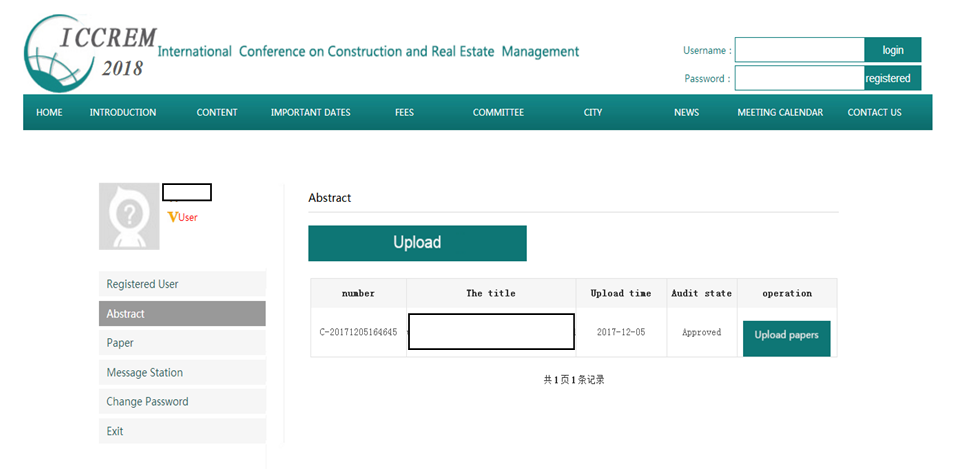 ICCREM
2018
International Conference on Construction and Real Estate Management
Username :
login
Password :
registered
HOME INTRODUCTION CONTENT IMPORTANT DATES FEES COMMITTEE CITY NEWS MEETING CALENDAR CONTACT US
?
VUser
Registered User
Abstract
Paper
Message Station
Change Password
Exit
Abstract
Upload
number The title Upload time Audit state operation
C-20171205164645 2017-12-05 Approved Upload papers
共1页1条记录